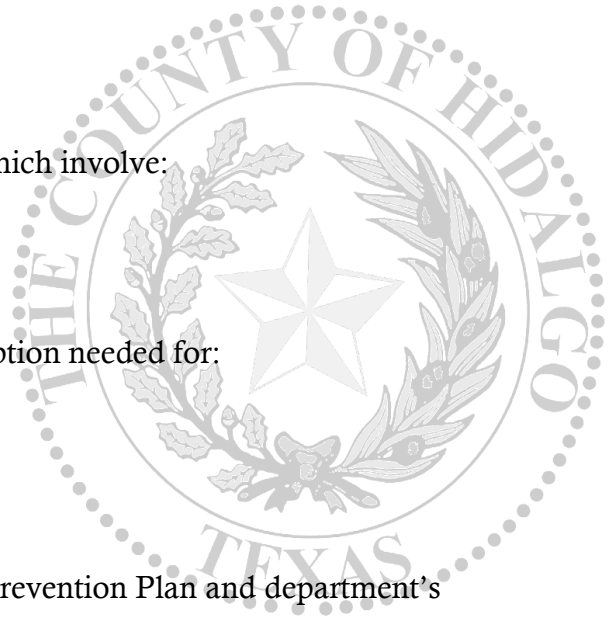 THE COUNTY OF HIDALGO
hich involve:
ption needed for:
TEXAS
revention Plan and department's